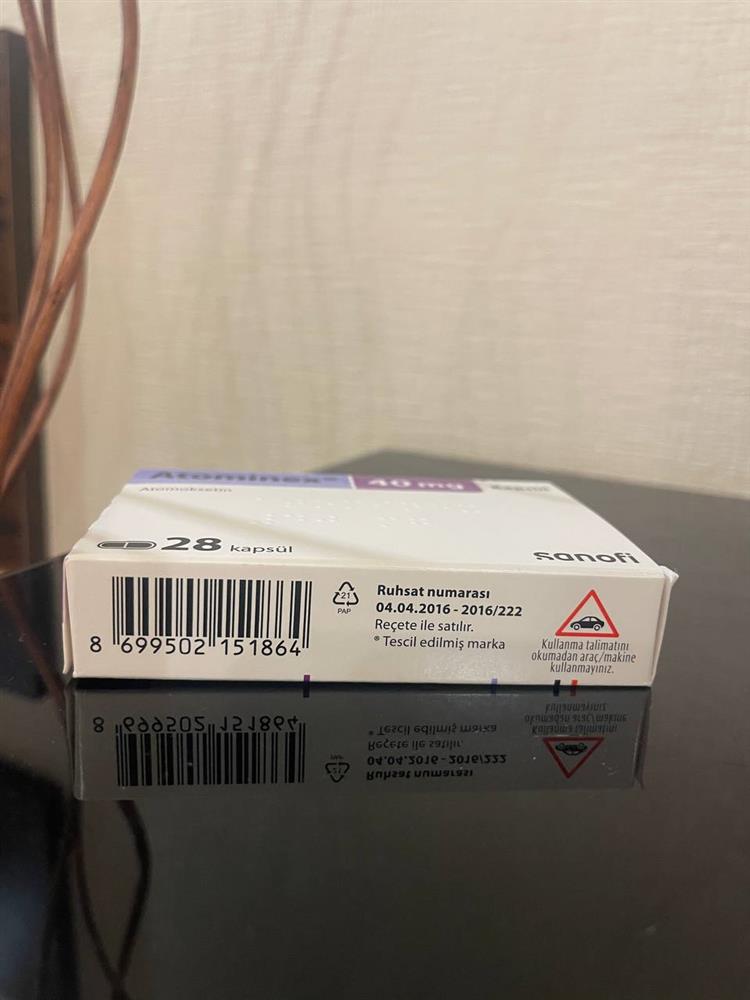 Atominex® 40 mg
Atomoksetin
28 kapsül
sanofi
8 699502 151864
21
PAP
Ruhsat numarası
04.04.2016 - 2016/222
Reçete ile satılır.
® Tescil edilmiş marka
Kullanma talimatını
okumadan araç/makine
kullanmayınız.